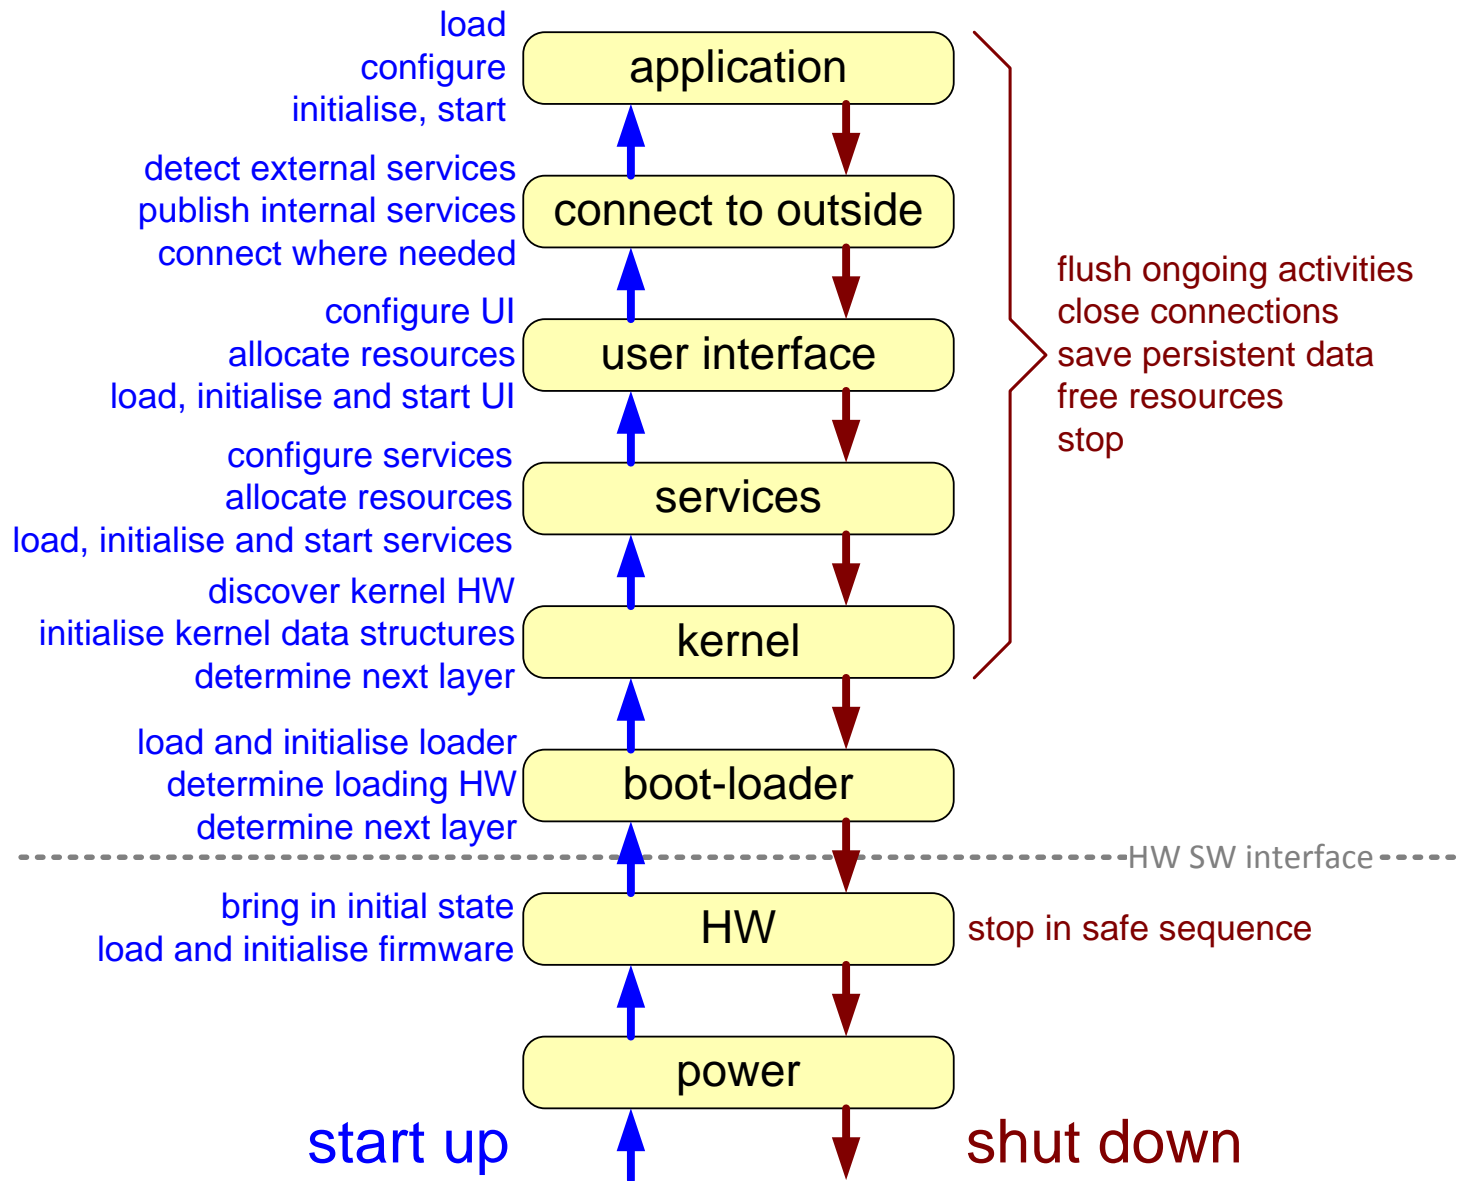 load
configure
initialise, start
application
detect external services
publish internal services
connect where needed
connect to outside
configure UI
allocate resources
load, initialise and start UI
user interface
flush ongoing activities
close connections
save persistent data
free resources
stop
configure services
allocate resources
load, initialise and start services
services
discover kernel HW
initialise kernel data structures
determine next layer
kernel
load and initialise loader
determine loading HW
determine next layer
boot-loader
HW SW interface
bring in initial state
load and initialise firmware
HW
stop in safe sequence
power
start up
shut down